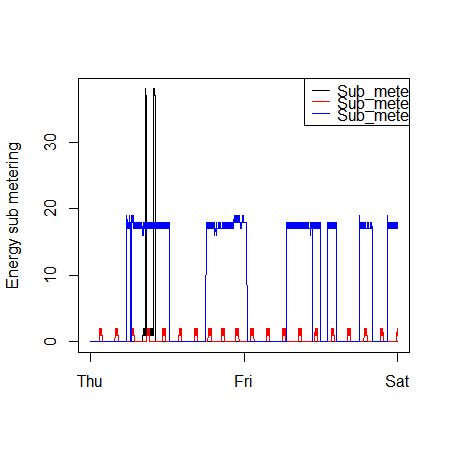 Sub_mete
Sub_mete
Sub_mete
Energy sub metering
30
20
10
0
Thu Fri Sat